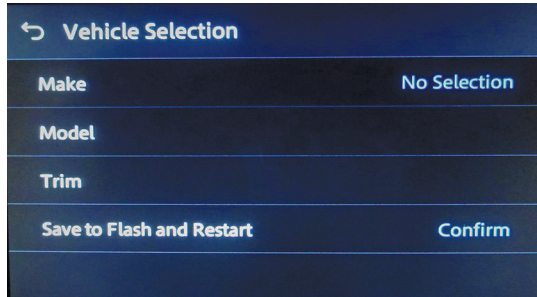 Vehicle Selection
Make No Selection
Model
Trim
Save to Flash and Restart Confirm